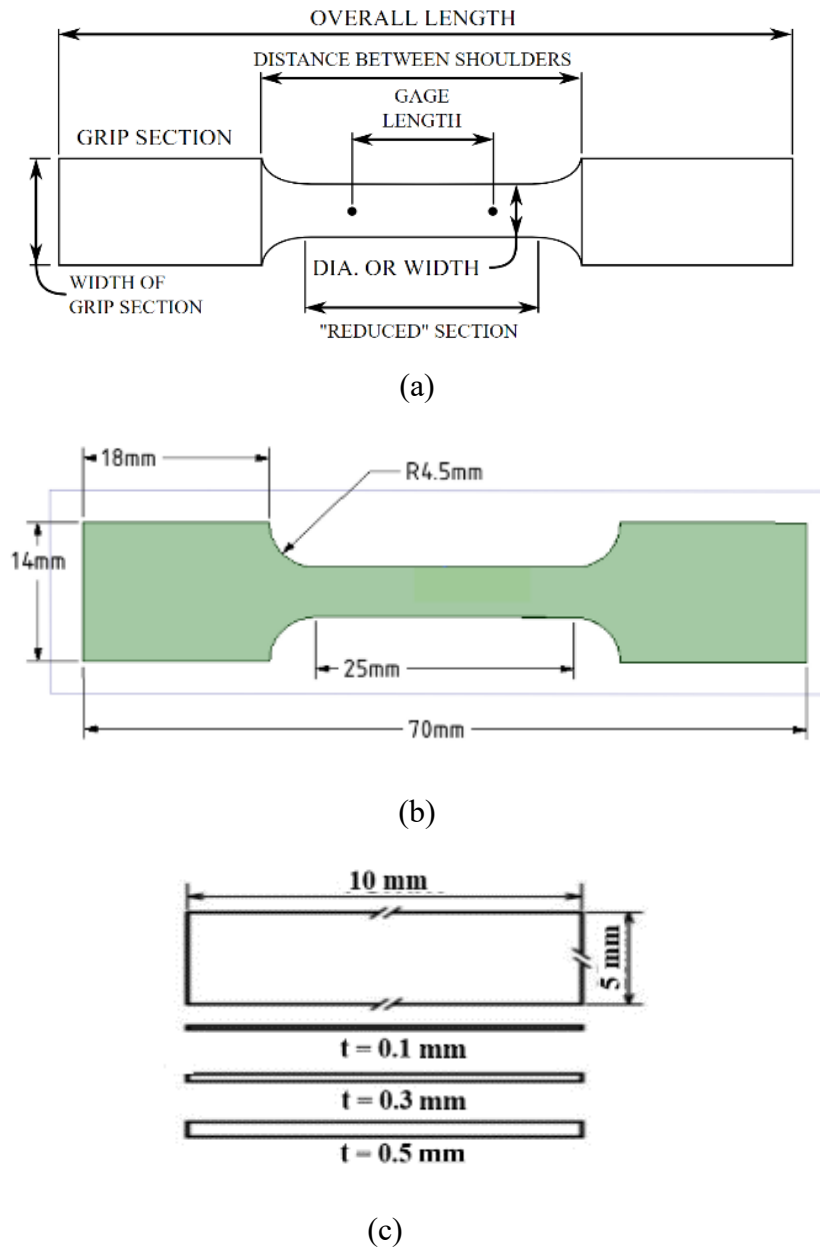 OVERALL LENGTH
DISTANCE BETWEEN SHOULDERS
GAGE
LENGTH
GRIP SECTION
WIDTH OF
GRIP SECTION
DIA. OR WIDTH
"REDUCED" SECTION
(a)
18mm
R4.5mm
14mm
25mm
70mm
(b)
10 mm
5 mm
t = 0.1 mm
t = 0.3 mm
t = 0.5 mm
(c)